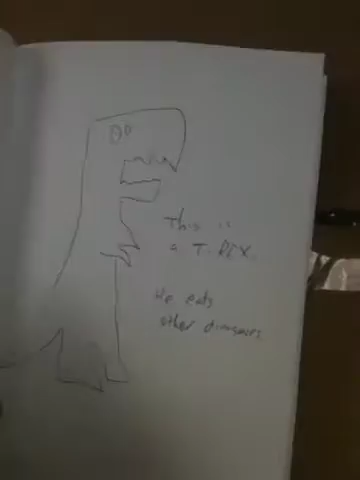 This is
a T-REX.
He eats
other dinosaurs